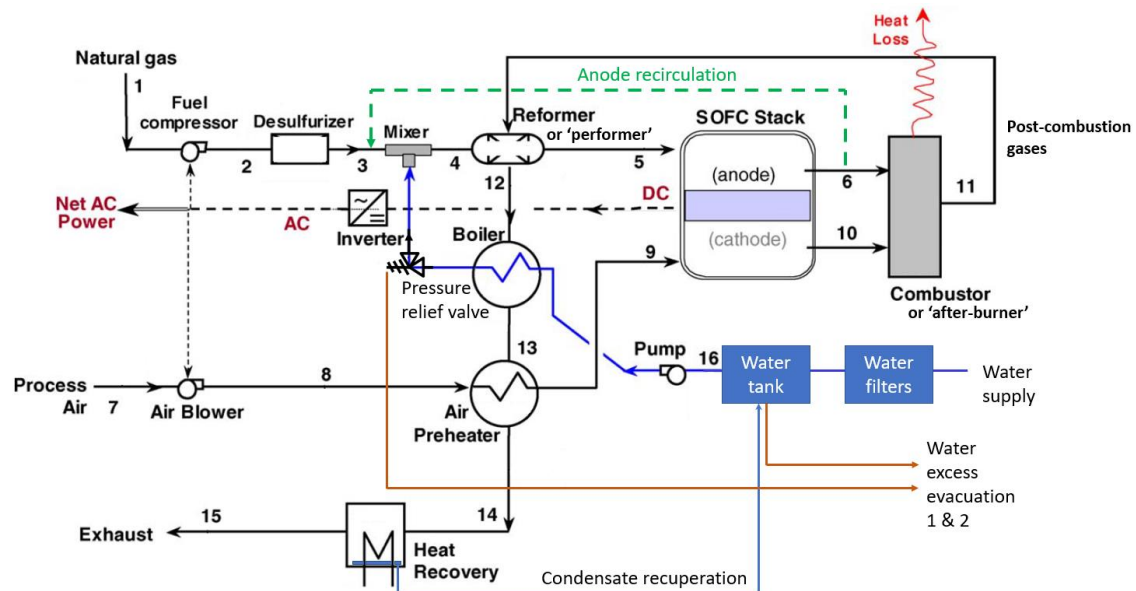 Natural gas
1
Fuel
compressor
2
Desulfurizer
3
Mixer
4
Anode recirculation
Reformer
or ‘performer’
5
SOFC Stack
(anode)
(cathode)
6
10
Heat
Loss
11
Post-combustion
gases
Combustor
or ‘after-burner’
Net AC
Power
AC
Inverter
DC
12
Boiler
9
Pressure
relief valve
13
Process
Air
7
Air Blower
8
Air
Preheater
Pump
16
Water
tank
Water
filters
Water
supply
Water
excess
evacuation
1 & 2
Exhaust
15
14
Heat
Recovery
Condensate recuperation